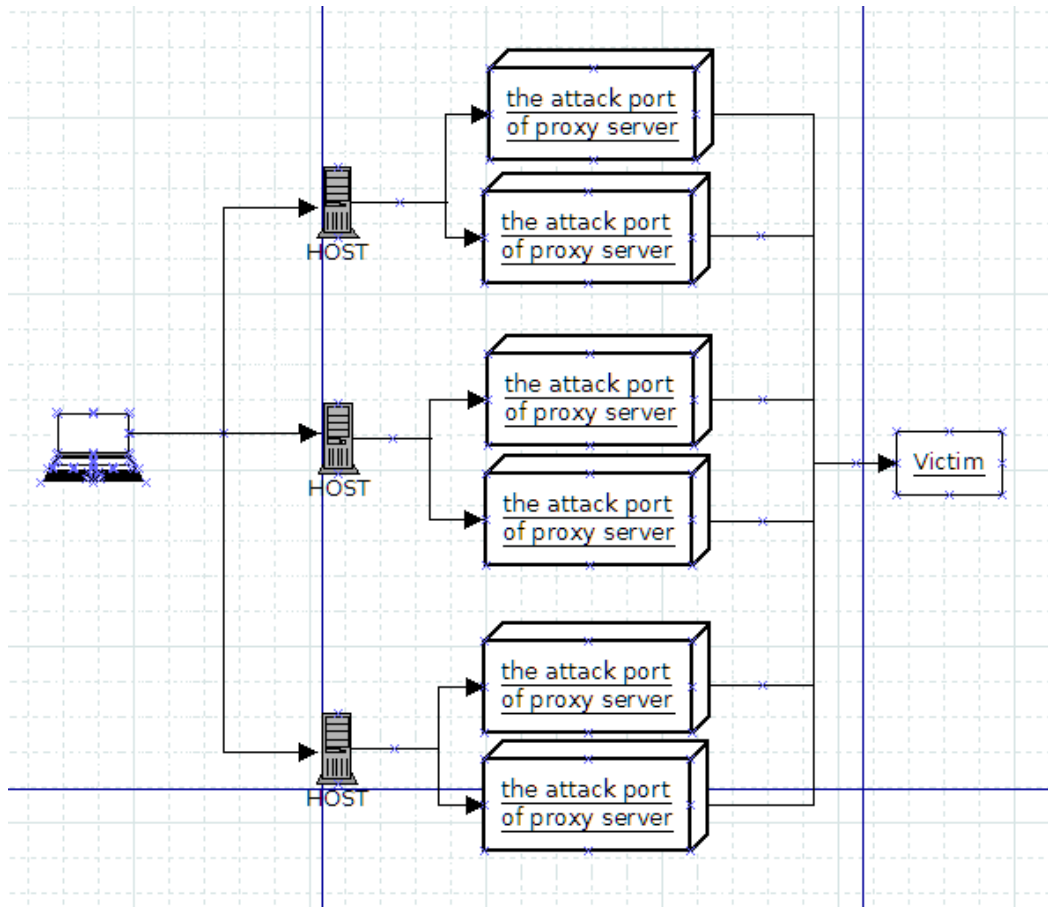 the attack port
of proxy server
the attack port
of proxy server
HOST
the attack port
of proxy server
the attack port
of proxy server
HOST
Victim
the attack port
of proxy server
the attack port
of proxy server
HOST